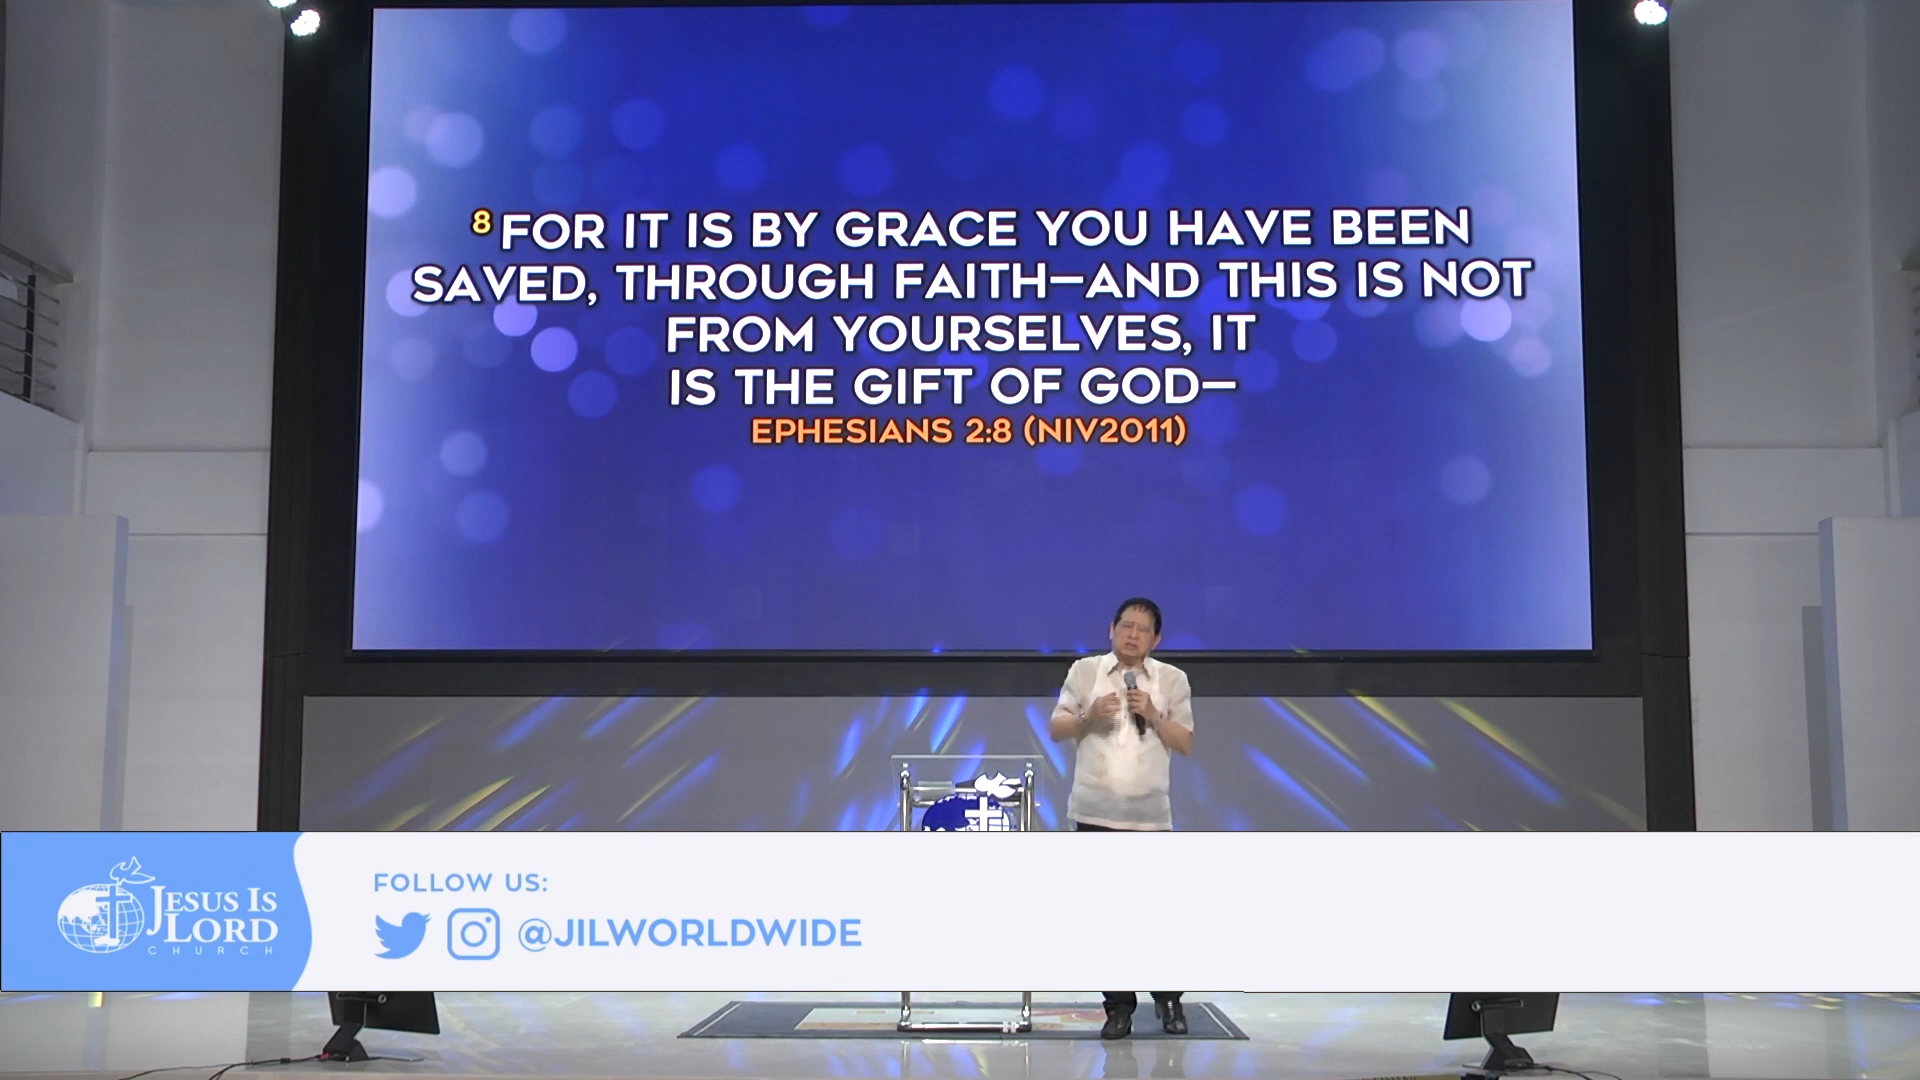 8 FOR IT IS BY GRACE YOU HAVE BEEN
SAVED, THROUGH FAITH—AND THIS IS NOT
FROM YOURSELVES, IT
IS THE GIFT OF GOD—
EPHESIANS 2:8 (NIV2011)
JESUS IS
LORD
CHURCH
FOLLOW US:
@JILWORLDWIDE